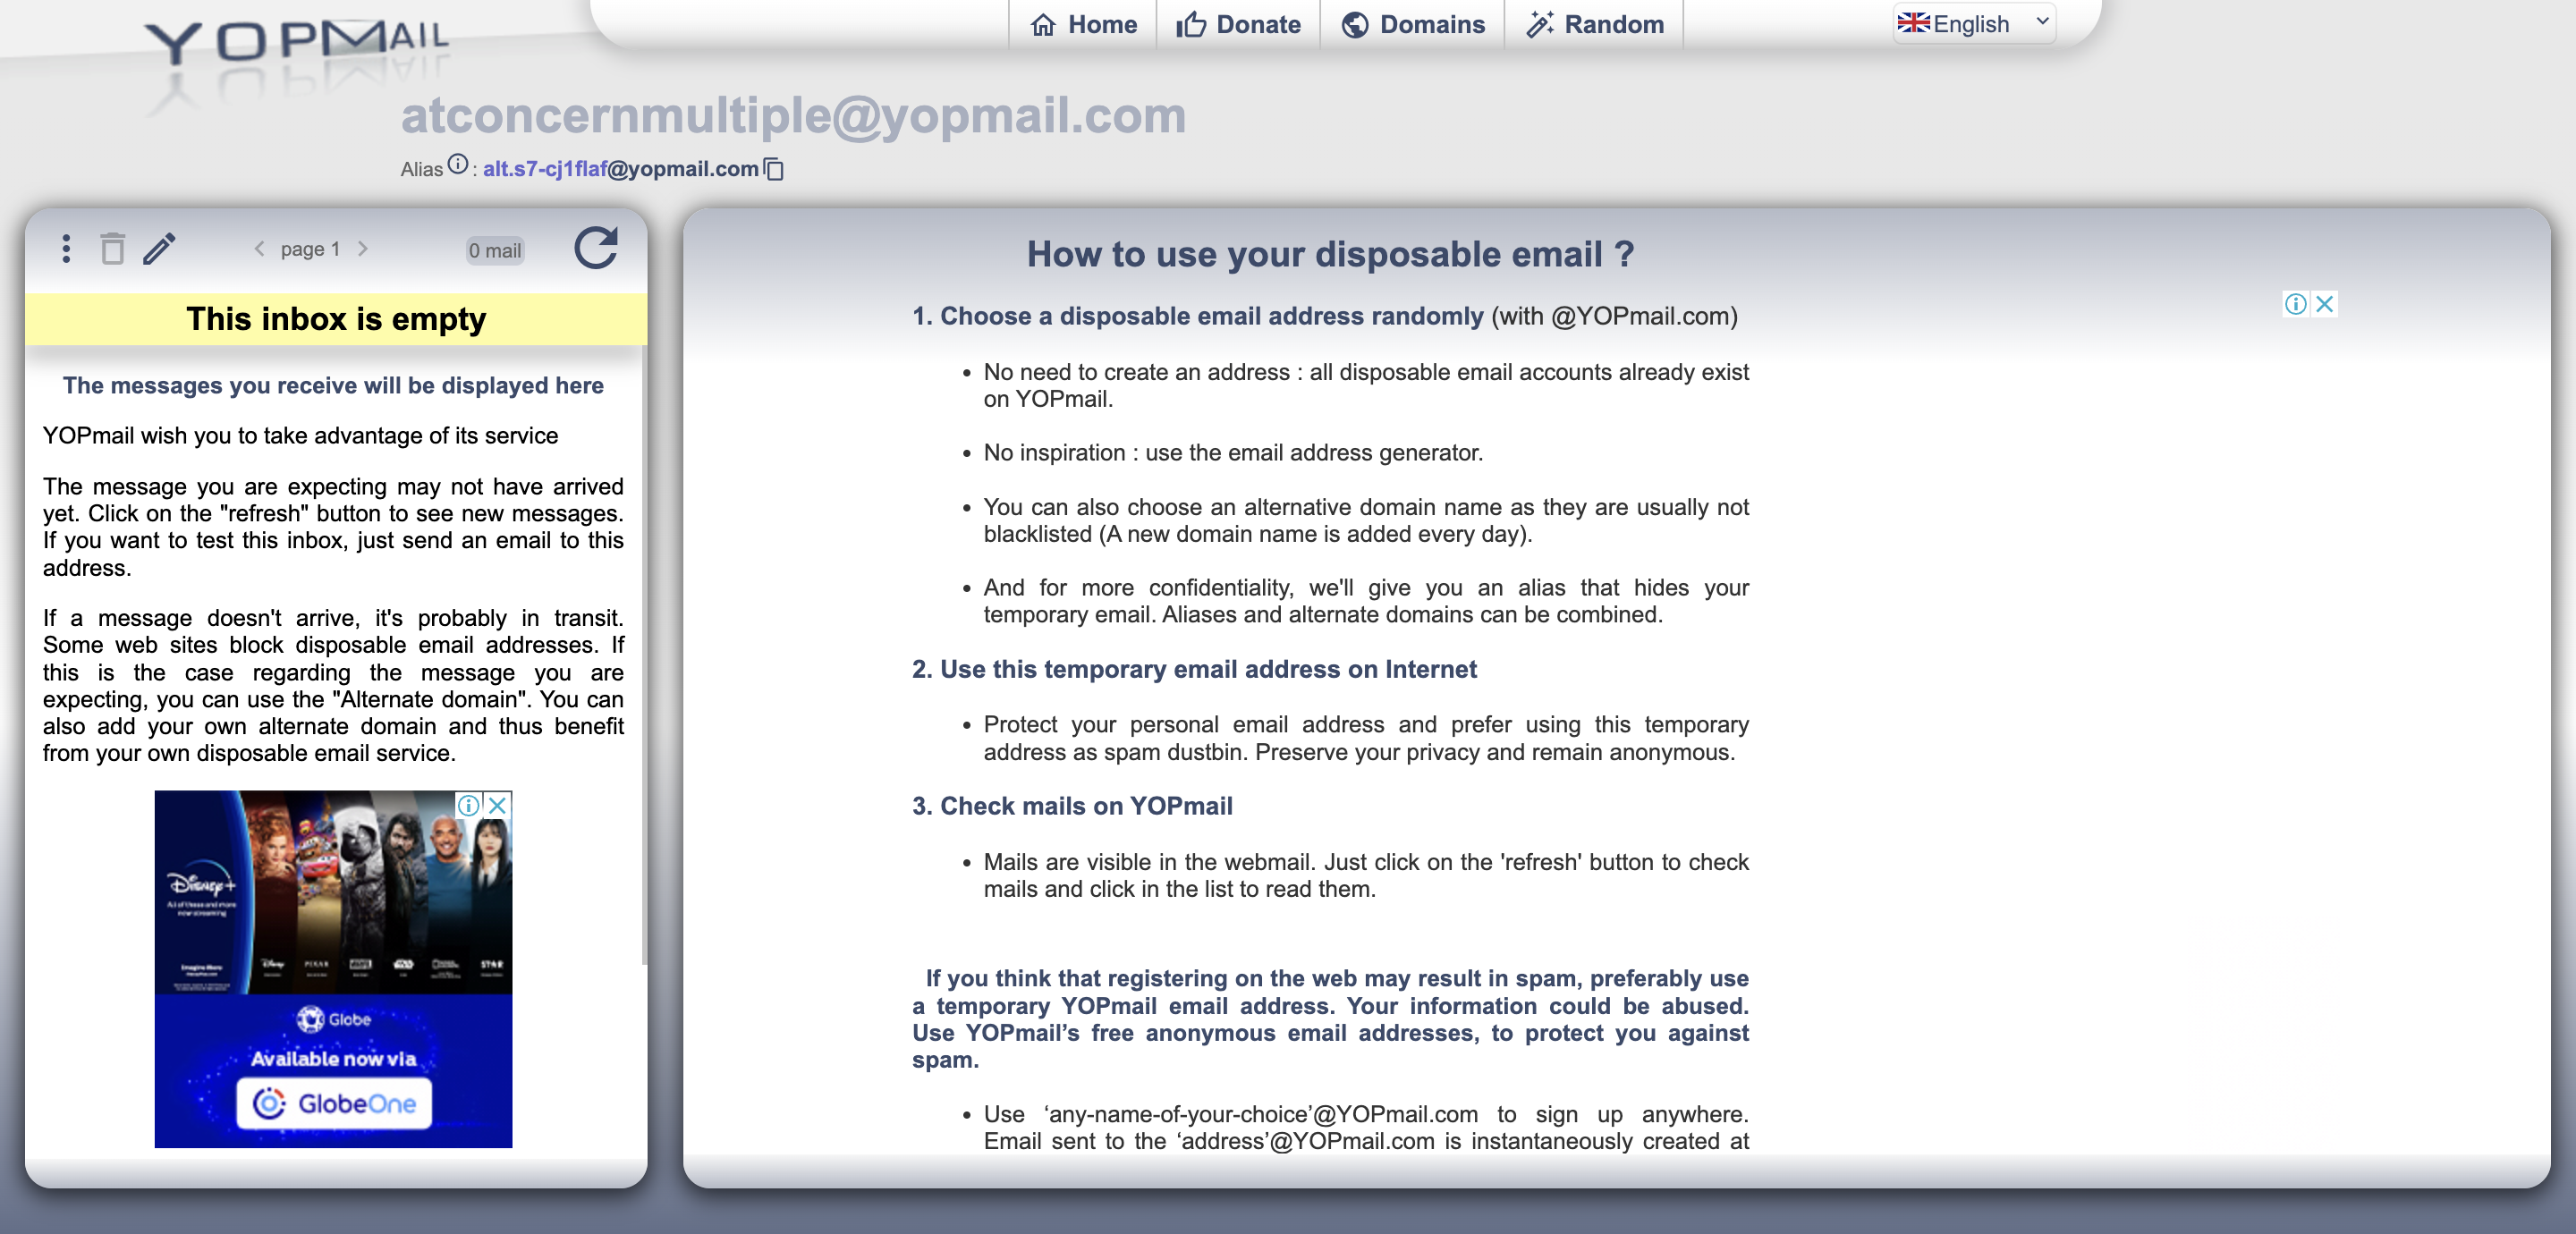 YOPMAIL
Home
Donate
Domains
Random
English
atconcernmultiple@yopmail.com
Alias : alt.s7-cj1flaf@yopmail.com
page 1
0 mail
This inbox is empty
The messages you receive will be displayed here
YOPmail wish you to take advantage of its service
The message you are expecting may not have arrived
yet. Click on the "refresh" button to see new messages.
If you want to test this inbox, just send an email to this
address.
If a message doesn't arrive, it's probably in transit.
Some web sites block disposable email addresses. If
this is the case regarding the message you are
expecting, you can use the "Alternate domain". You can
also add your own alternate domain and thus benefit
from your own disposable email service.
Disney+
All of these and more
now streaming
Disney
PIXAR
MARVEL
STAR
Globe
Available now via
GlobeOne
How to use your disposable email ?
1. Choose a disposable email address randomly (with @YOPmail.com)
• No need to create an address : all disposable email accounts already exist
on YOPmail.
• No inspiration : use the email address generator.
• You can also choose an alternative domain name as they are usually not
blacklisted (A new domain name is added every day).
• And for more confidentiality, we'll give you an alias that hides your
temporary email. Aliases and alternate domains can be combined.
2. Use this temporary email address on Internet
• Protect your personal email address and prefer using this temporary
address as spam dustbin. Preserve your privacy and remain anonymous.
3. Check mails on YOPmail
• Mails are visible in the webmail. Just click on the 'refresh' button to check
mails and click in the list to read them.
If you think that registering on the web may result in spam, preferably use
a temporary YOPmail email address. Your information could be abused.
Use YOPmail’s free anonymous email addresses, to protect you against
spam.
• Use ‘any-name-of-your-choice’@YOPmail.com to sign up anywhere.
Email sent to the ‘address’@YOPmail.com is instantaneously created at